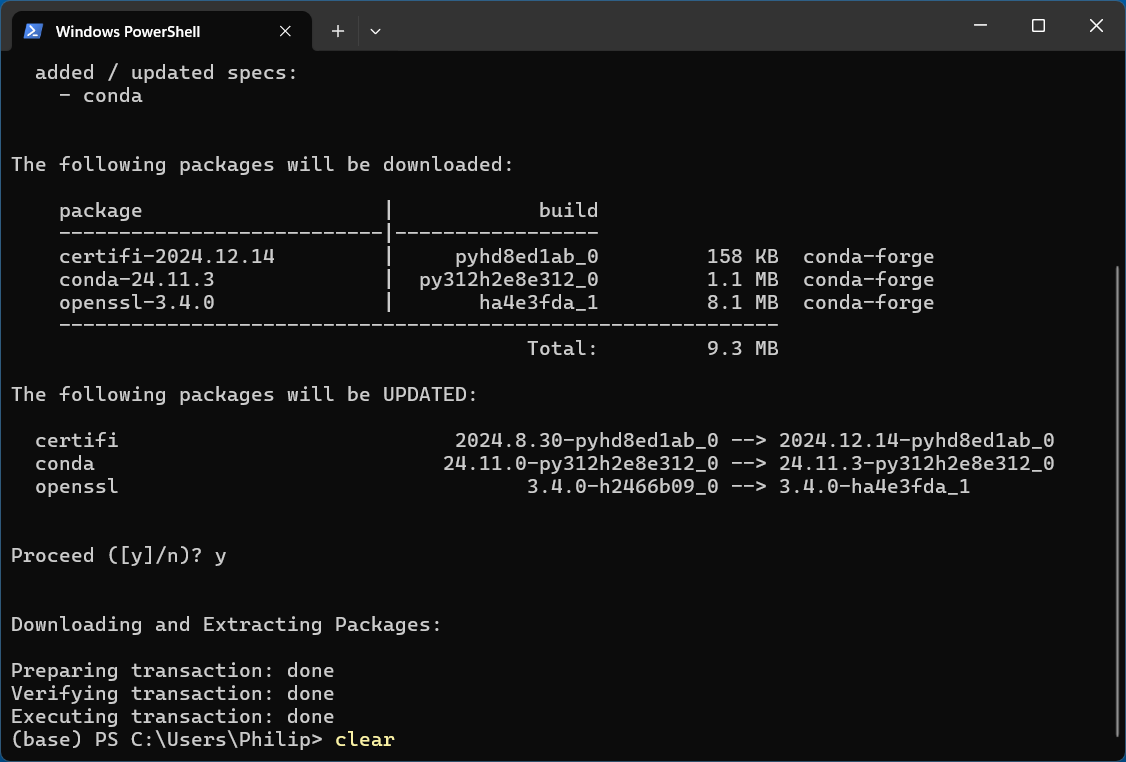 Windows PowerShell
added / updated specs:
- conda
The following packages will be downloaded:
package | build
---------------------------|-----------------
certifi-2024.12.14 | pyhd8ed1ab_0 158 KB conda-forge
conda-24.11.3 | py312h2e8e312_0 1.1 MB conda-forge
openssl-3.4.0 | ha4e3fda_1 8.1 MB conda-forge
------------------------------------------------------------
Total: 9.3 MB
The following packages will be UPDATED:
certifi 2024.8.30-pyhd8ed1ab_0 --> 2024.12.14-pyhd8ed1ab_0
conda 24.11.0-py312h2e8e312_0 --> 24.11.3-py312h2e8e312_0
openssl 3.4.0-h2466b09_0 --> 3.4.0-ha4e3fda_1
Proceed ([y]/n)? y
Downloading and Extracting Packages:
Preparing transaction: done
Verifying transaction: done
Executing transaction: done
(base) PS C:\Users\Philip> clear